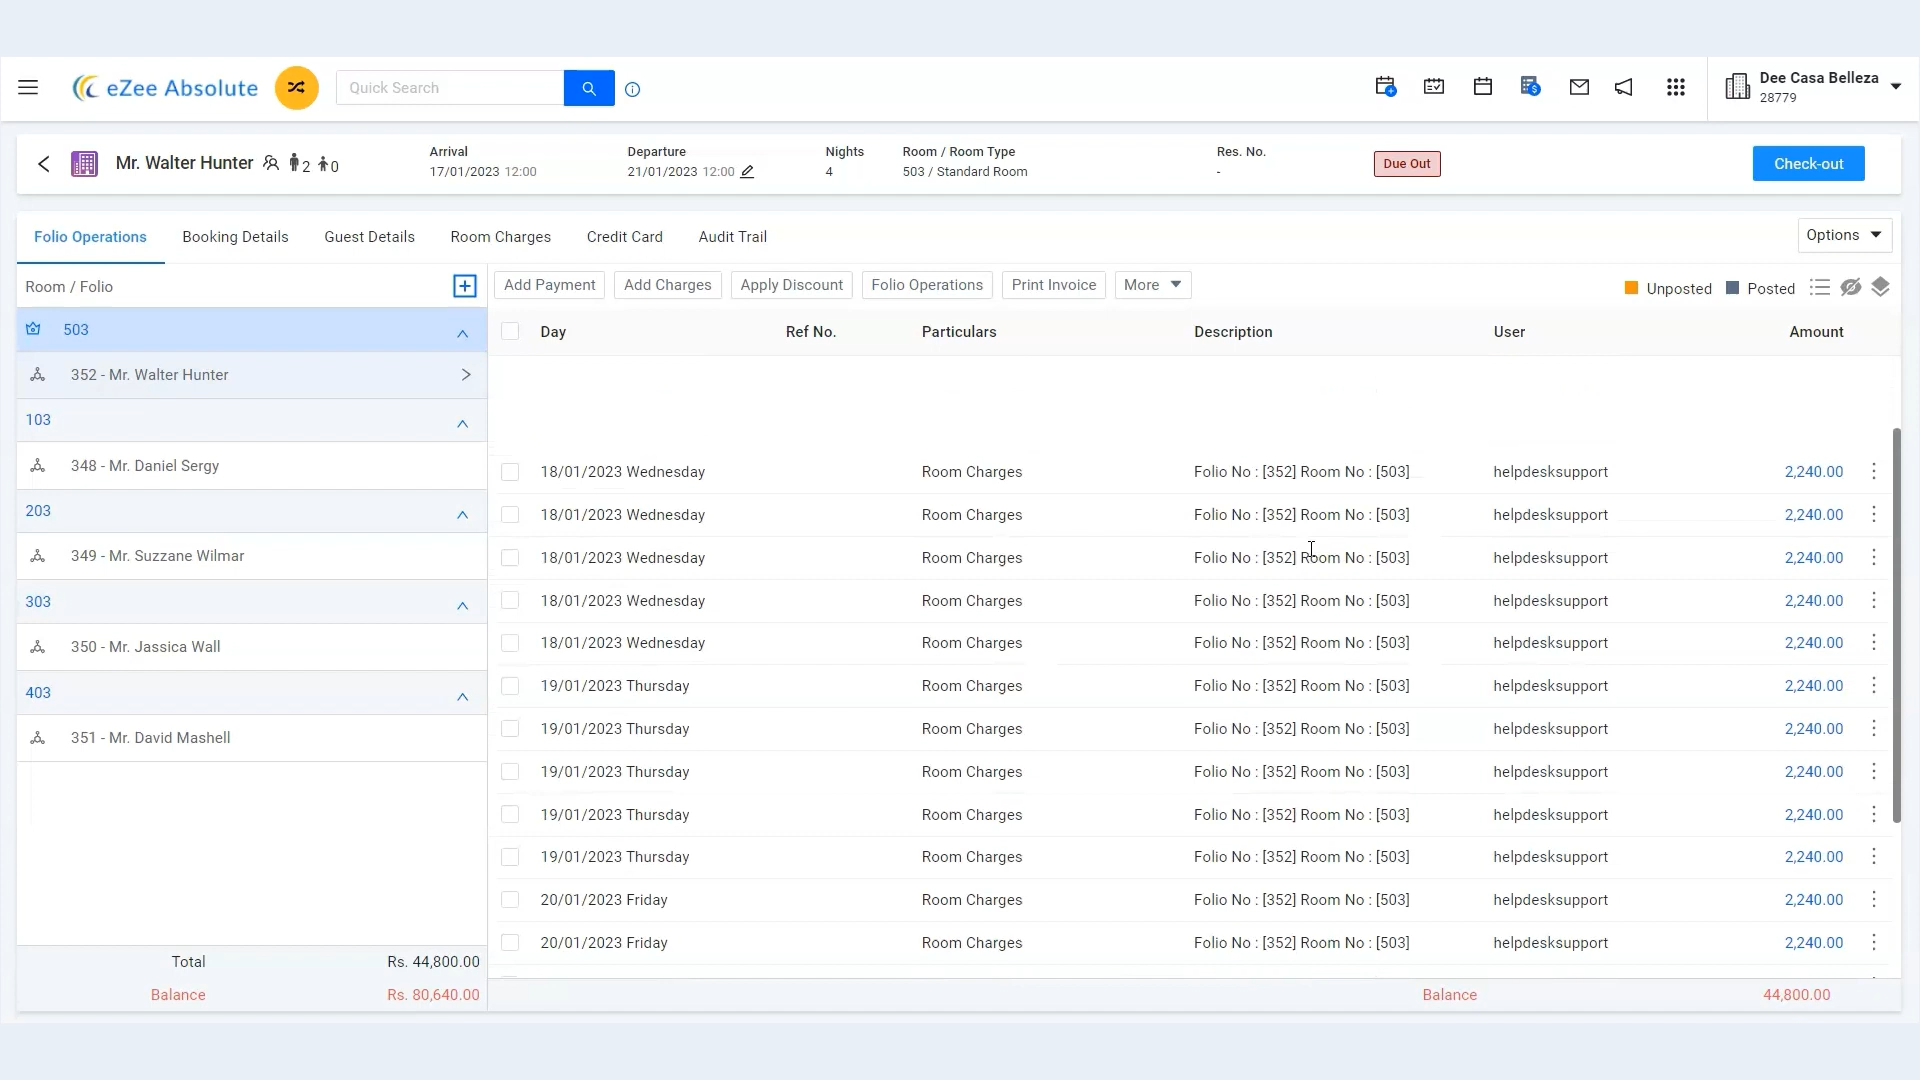 eZee Absolute
Quick Search
Dee Casa Belleza
28779
Mr. Walter Hunter 2 0
Arrival
17/01/2023 12:00
Departure
21/01/2023 12:00
Nights
4
Room / Room Type
503 / Standard Room
Res. No.
-
Due Out
Check-out
Folio Operations Booking Details Guest Details Room Charges Credit Card Audit Trail
Options
Room / Folio
503
352 - Mr. Walter Hunter
103
348 - Mr. Daniel Sergy
203
349 - Mr. Suzzane Wilmar
303
350 - Mr. Jassica Wall
403
351 - Mr. David Mashell
Total Rs. 44,800.00
Balance Rs. 80,640.00
Add Payment Add Charges Apply Discount Folio Operations Print Invoice More
Unposted Posted
Day Ref No. Particulars Description User Amount
18/01/2023 Wednesday Room Charges Folio No : [352] Room No : [503] helpdesksupport 2,240.00
18/01/2023 Wednesday Room Charges Folio No : [352] Room No : [503] helpdesksupport 2,240.00
18/01/2023 Wednesday Room Charges Folio No : [352] Room No : [503] helpdesksupport 2,240.00
18/01/2023 Wednesday Room Charges Folio No : [352] Room No : [503] helpdesksupport 2,240.00
18/01/2023 Wednesday Room Charges Folio No : [352] Room No : [503] helpdesksupport 2,240.00
19/01/2023 Thursday Room Charges Folio No : [352] Room No : [503] helpdesksupport 2,240.00
19/01/2023 Thursday Room Charges Folio No : [352] Room No : [503] helpdesksupport 2,240.00
19/01/2023 Thursday Room Charges Folio No : [352] Room No : [503] helpdesksupport 2,240.00
19/01/2023 Thursday Room Charges Folio No : [352] Room No : [503] helpdesksupport 2,240.00
19/01/2023 Thursday Room Charges Folio No : [352] Room No : [503] helpdesksupport 2,240.00
20/01/2023 Friday Room Charges Folio No : [352] Room No : [503] helpdesksupport 2,240.00
20/01/2023 Friday Room Charges Folio No : [352] Room No : [503] helpdesksupport 2,240.00
Balance 44,800.00